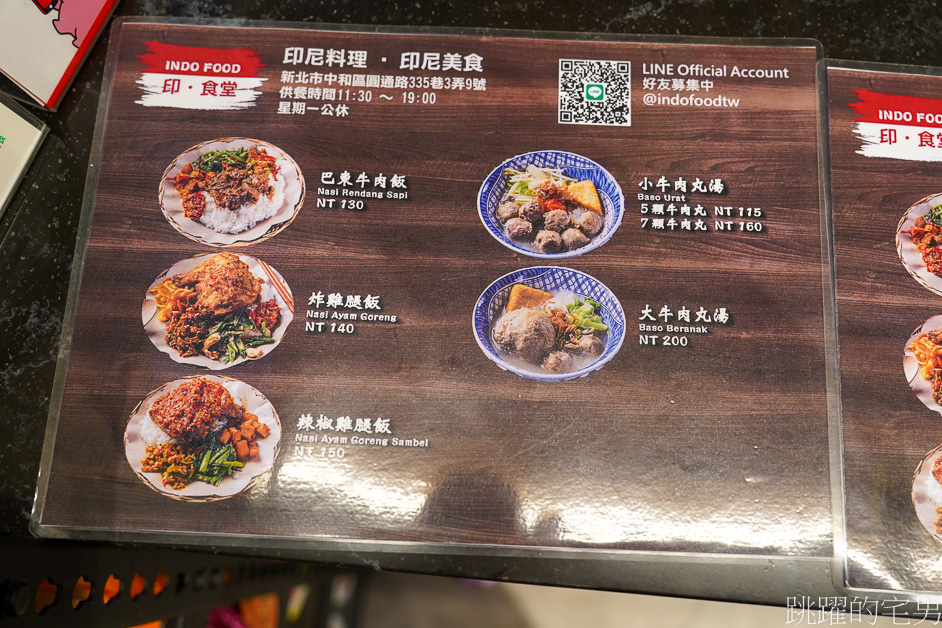 INDO FOOD
印・食堂
印尼料理・印尼美食
新北市中和區圓通路335巷3弄9號
供餐時間11:30 ～ 19:00
星期一公休
LINE Official Account
好友募集中
@indofoodtw
巴東牛肉飯
Nasi Rendang Sapi
NT 130
炸雞腿飯
Nasi Ayam Goreng
NT 140
辣椒雞腿飯
Nasi Ayam Goreng Sambel
NT 150
小牛肉丸湯
Baso Urat
5顆牛肉丸 NT 115
7顆牛肉丸 NT 160
大牛肉丸湯
Baso Beranak
NT 200
INDO FOO
印・食堂
跳躍的宅男